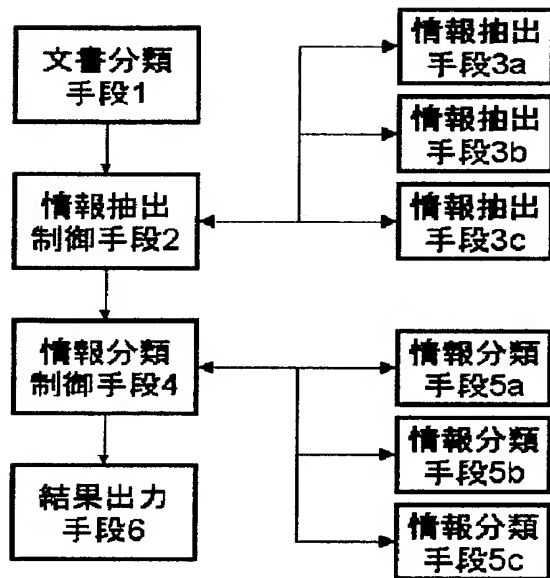 文書分類
手段1
情報抽出
制御手段2
情報分類
制御手段4
結果出力
手段6
情報抽出
手段3a
情報抽出
手段3b
情報抽出
手段3c
情報分類
手段5a
情報分類
手段5b
情報分類
手段5c